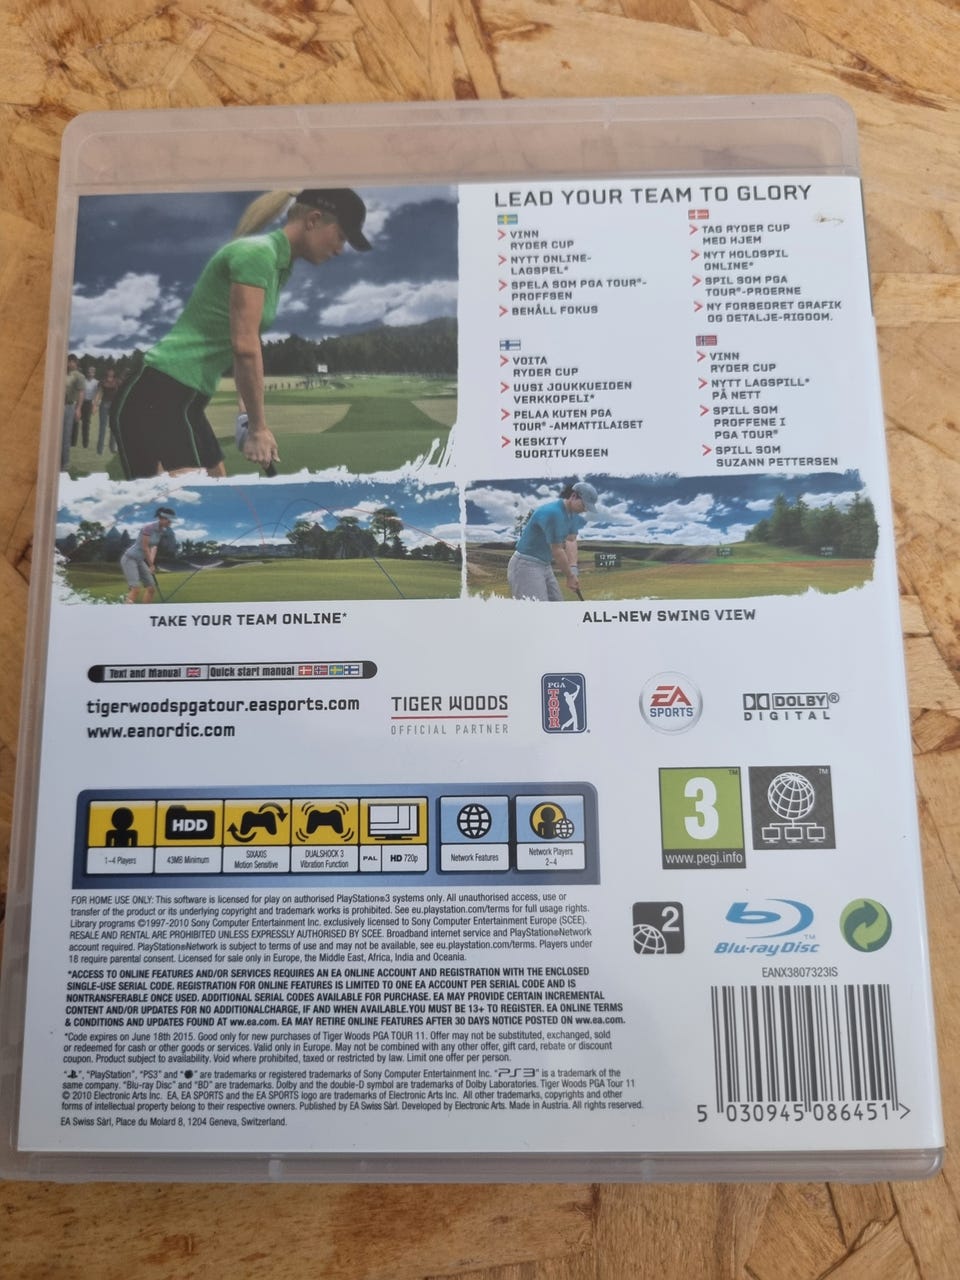 LEAD YOUR TEAM TO GLORY
VINN
RYDER CUP
NYTT ONLINE-
LAGSPEL*
SPELA SOM PGA TOUR®-
PROFFSEN
BEHÅLL FOKUS
TAG RYDER CUP
MED HJEM
NYT HOLDSPIL
ONLINE*
SPIL SOM PGA
TOUR®-PROERNE
NY FORBEDRET GRAFIK
OG DETALJE-RIGDOM.
VOITA
RYDER CUP
UUSI JOUKKUEIDEN
VERKKOPELI*
PELAA KUTEN PGA
TOUR®-AMMATTILAISET
KESKITY
SUORITUKSEEN
VINN
RYDER CUP
NYTT LAGSPILL*
PÅ NETT
SPILL SOM
PROFFENE I
PGA TOUR®
SPILL SOM
SUZANN PETTERSEN
12 YDS
TAKE YOUR TEAM ONLINE*
ALL-NEW SWING VIEW
Text and Manual Quick start manual
tigerwoodspgatour.easports.com
www.eanordic.com
TIGER WOODS
OFFICIAL PARTNER
PGA TOUR®
EA
SPORTS
DOLBY®
DIGITAL
HDD
1-4 Players
43MB Minimum
SIXAXIS
Motion Sensitive
DUALSHOCK 3
Vibration Function
PAL HD 720p
Network Features
Network Players
2-4
3™
www.pegi.info
™
FOR HOME USE ONLY: This software is licensed for play on authorised PlayStation®3 systems only. All unauthorised access, use or
transfer of the product or its underlying copyright and trademark works is prohibited. See eu.playstation.com/terms for full usage rights.
Library programs ©1997-2010 Sony Computer Entertainment Inc. exclusively licensed to Sony Computer Entertainment Europe (SCEE).
RESALE AND RENTAL ARE PROHIBITED UNLESS EXPRESSLY AUTHORISED BY SCEE. Broadband internet service and PlayStation®Network
account required. PlayStation®Network is subject to terms of use and may not be available, see eu.playstation.com/terms. Players under
18 require parental consent. Licensed for sale only in Europe, the Middle East, Africa, India and Oceania.
*ACCESS TO ONLINE FEATURES AND/OR SERVICES REQUIRES AN EA ONLINE ACCOUNT AND REGISTRATION WITH THE ENCLOSED
SINGLE-USE SERIAL CODE. REGISTRATION FOR ONLINE FEATURES IS LIMITED TO ONE EA ACCOUNT PER SERIAL CODE AND IS
NONTRANSFERABLE ONCE USED. ADDITIONAL SERIAL CODES AVAILABLE FOR PURCHASE. EA MAY PROVIDE CERTAIN INCREMENTAL
CONTENT AND/OR UPDATES FOR NO ADDITIONALCHARGE, IF AND WHEN AVAILABLE.YOU MUST BE 13+ TO REGISTER. EA ONLINE TERMS
& CONDITIONS AND UPDATES FOUND AT ww.ea.com. EA MAY RETIRE ONLINE FEATURES AFTER 30 DAYS NOTICE POSTED ON ww.ea.com.
*Code expires on June 18th 2015. Good only for new purchases of Tiger Woods PGA TOUR 11. Offer may not be substituted, exchanged, sold
or redeemed for cash or other goods or services. Valid only in Europe. May not be combined with any other offer, gift card, rebate or discount
coupon. Product subject to availability. Void where prohibited, taxed or restricted by law. Limit one offer per person.
" ", "PlayStation", "PS3" and " " are trademarks or registered trademarks of Sony Computer Entertainment Inc. "PS3" is a trademark of the
same company. "Blu-ray Disc" and "BD" are trademarks. Dolby and the double-D symbol are trademarks of Dolby Laboratories. Tiger Woods PGA Tour 11
© 2010 Electronic Arts Inc. EA, EA SPORTS and the EA SPORTS logo are trademarks of Electronic Arts Inc. All other trademarks, copyrights and other
forms of intellectual property belong to their respective owners. Published by EA Swiss Sàrl. Developed by Electronic Arts. Made in Austria. All rights reserved.
EA Swiss Sàrl, Place du Molard 8, 1204 Geneva, Switzerland.
2
Blu-ray Disc™
EANX3807323IS
5 030945 086451 >